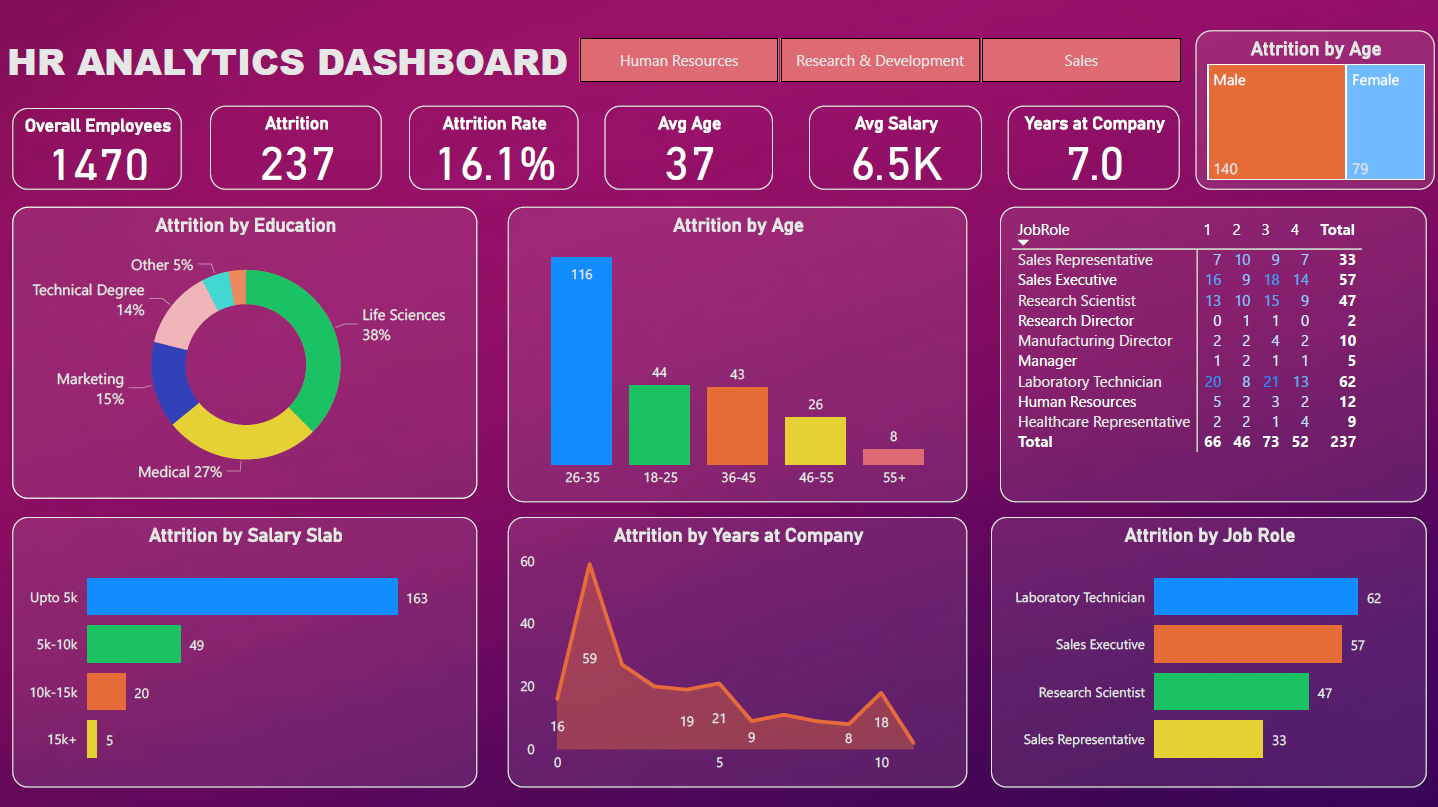 HR ANALYTICS DASHBOARD
Human Resources
Research & Development
Sales
Attrition by Age
Male
Female
140
79
Overall Employees
1470
Attrition
237
Attrition Rate
16.1%
Avg Age
37
Avg Salary
6.5K
Years at Company
7.0
Attrition by Education
Other 5%
Technical Degree
14%
Life Sciences
38%
Marketing
15%
Medical 27%
Attrition by Age
116
44
43
26
8
26-35 18-25 36-45 46-55 55+
JobRole 1 2 3 4 Total
Sales Representative 7 10 9 7 33
Sales Executive 16 9 18 14 57
Research Scientist 13 10 15 9 47
Research Director 0 1 1 0 2
Manufacturing Director 2 2 4 2 10
Manager 1 2 1 1 5
Laboratory Technician 20 8 21 13 62
Human Resources 5 2 3 2 12
Healthcare Representative 2 2 1 4 9
Total 66 46 73 52 237
Attrition by Salary Slab
Upto 5k 163
5k-10k 49
10k-15k 20
15k+ 5
Attrition by Years at Company
60
40
20
0
16
59
19
21
9
8
18
0 5 10
Attrition by Job Role
Laboratory Technician 62
Sales Executive 57
Research Scientist 47
Sales Representative 33